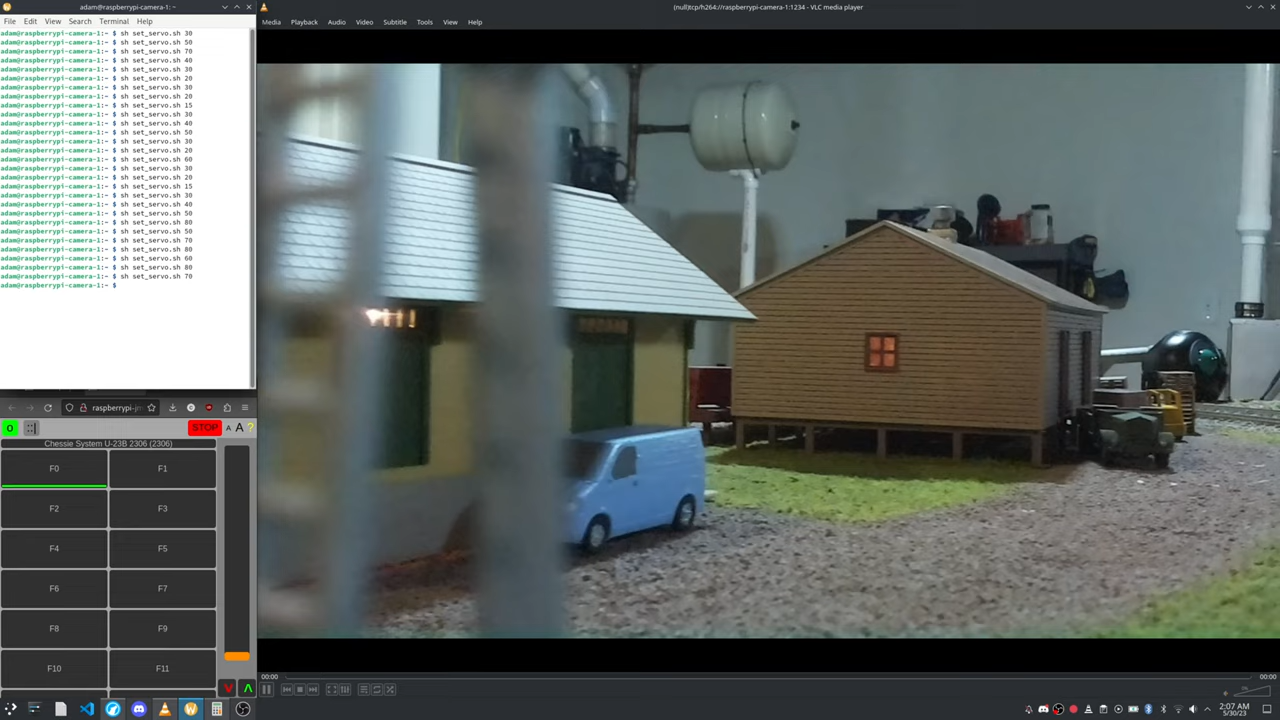 adam@raspberrypi-camera-1: ~
File Edit View Search Terminal Help
adam@raspberrypi-camera-1:~ $ sh set_servo.sh 30
adam@raspberrypi-camera-1:~ $ sh set_servo.sh 50
adam@raspberrypi-camera-1:~ $ sh set_servo.sh 70
adam@raspberrypi-camera-1:~ $ sh set_servo.sh 40
adam@raspberrypi-camera-1:~ $ sh set_servo.sh 30
adam@raspberrypi-camera-1:~ $ sh set_servo.sh 20
adam@raspberrypi-camera-1:~ $ sh set_servo.sh 30
adam@raspberrypi-camera-1:~ $ sh set_servo.sh 20
adam@raspberrypi-camera-1:~ $ sh set_servo.sh 15
adam@raspberrypi-camera-1:~ $ sh set_servo.sh 30
adam@raspberrypi-camera-1:~ $ sh set_servo.sh 40
adam@raspberrypi-camera-1:~ $ sh set_servo.sh 50
adam@raspberrypi-camera-1:~ $ sh set_servo.sh 30
adam@raspberrypi-camera-1:~ $ sh set_servo.sh 20
adam@raspberrypi-camera-1:~ $ sh set_servo.sh 60
adam@raspberrypi-camera-1:~ $ sh set_servo.sh 30
adam@raspberrypi-camera-1:~ $ sh set_servo.sh 20
adam@raspberrypi-camera-1:~ $ sh set_servo.sh 15
adam@raspberrypi-camera-1:~ $ sh set_servo.sh 30
adam@raspberrypi-camera-1:~ $ sh set_servo.sh 40
adam@raspberrypi-camera-1:~ $ sh set_servo.sh 50
adam@raspberrypi-camera-1:~ $ sh set_servo.sh 80
adam@raspberrypi-camera-1:~ $ sh set_servo.sh 50
adam@raspberrypi-camera-1:~ $ sh set_servo.sh 70
adam@raspberrypi-camera-1:~ $ sh set_servo.sh 80
adam@raspberrypi-camera-1:~ $ sh set_servo.sh 60
adam@raspberrypi-camera-1:~ $ sh set_servo.sh 80
adam@raspberrypi-camera-1:~ $ sh set_servo.sh 70
adam@raspberrypi-camera-1:~ $
(null)tcp/h264://raspberrypi-camera-1:1234 - VLC media player
Media Playback Audio Video Subtitle Tools View Help
raspberrypi-jm
0 STOP A A ?
Chessie System U-23B 2306 (2306)
F0 F1
F2 F3
F4 F5
F6 F7
F8 F9
F10 F11
00:00 00:00
2:07 AM
5/30/23